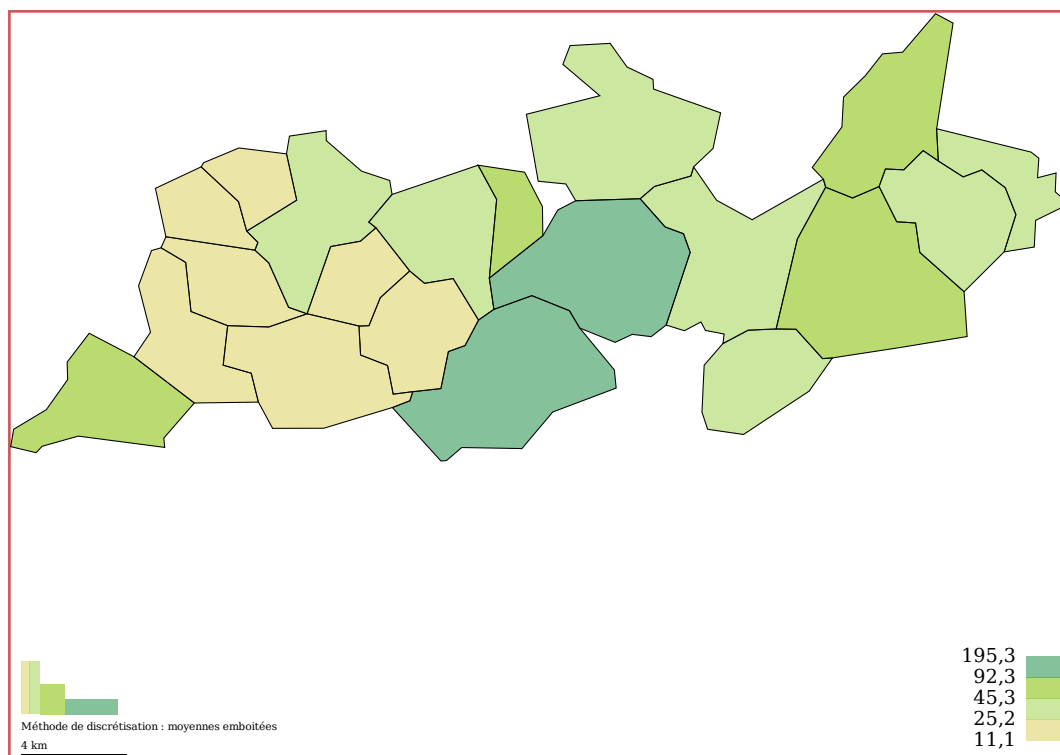 195,3
92,3
45,3
25,2
11,1
Méthode de discrétisation : moyennes emboitées
4 km